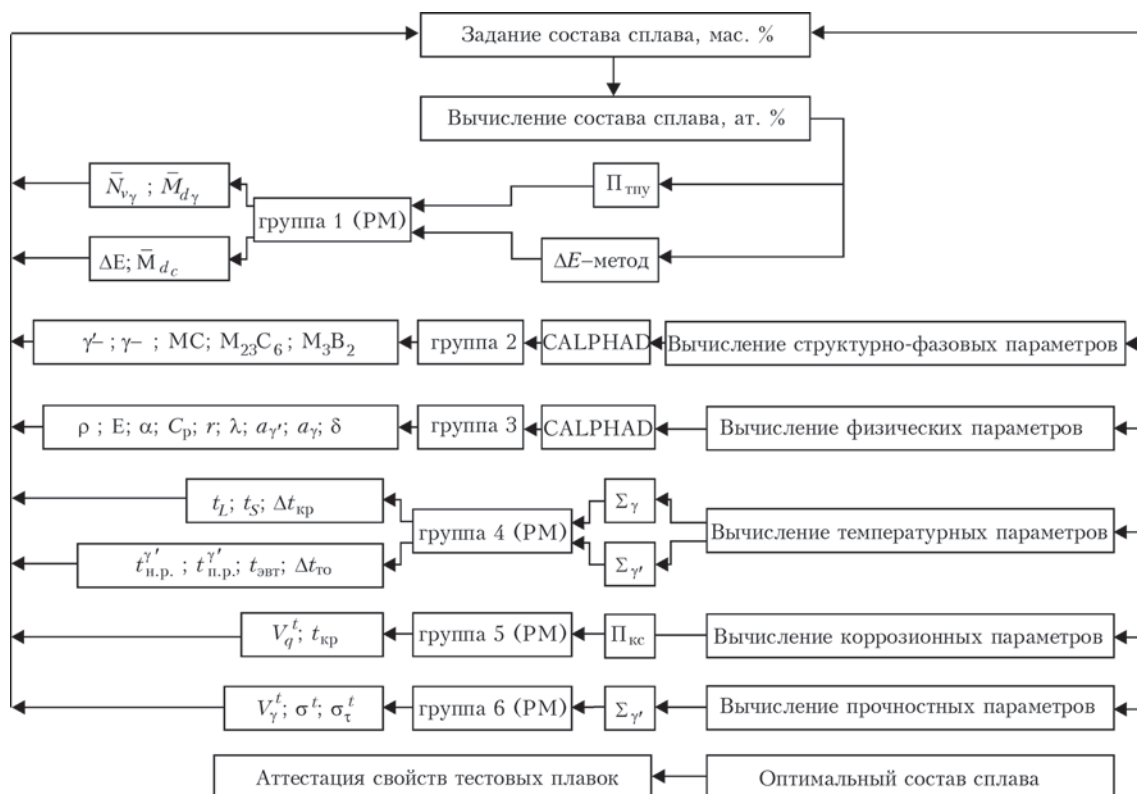 Задание состава сплава, мас. %
Вычисление состава сплава, ат. %
N̄vγ ; M̄dγ
группа 1 (РМ)
Птпу
ΔE; M̄dc
ΔE–метод
γ′– ; γ– ; MC; M23C6 ; M3B2
группа 2
CALPHAD
Вычисление структурно-фазовых параметров
ρ ; E; α; Cp; r; λ; aγ′; aγ; δ
группа 3
CALPHAD
Вычисление физических параметров
tL; tS; Δtкр
группа 4 (РМ)
Σγ
Вычисление температурных параметров
tγ′н.р. ; tγ′п.р.; tэвт; Δtто
Σγ′
Vqt; tкр
группа 5 (РМ)
Пкс
Вычисление коррозионных параметров
Vγt; σt; στt
группа 6 (РМ)
Σγ′
Вычисление прочностных параметров
Аттестация свойств тестовых плавок
Оптимальный состав сплава